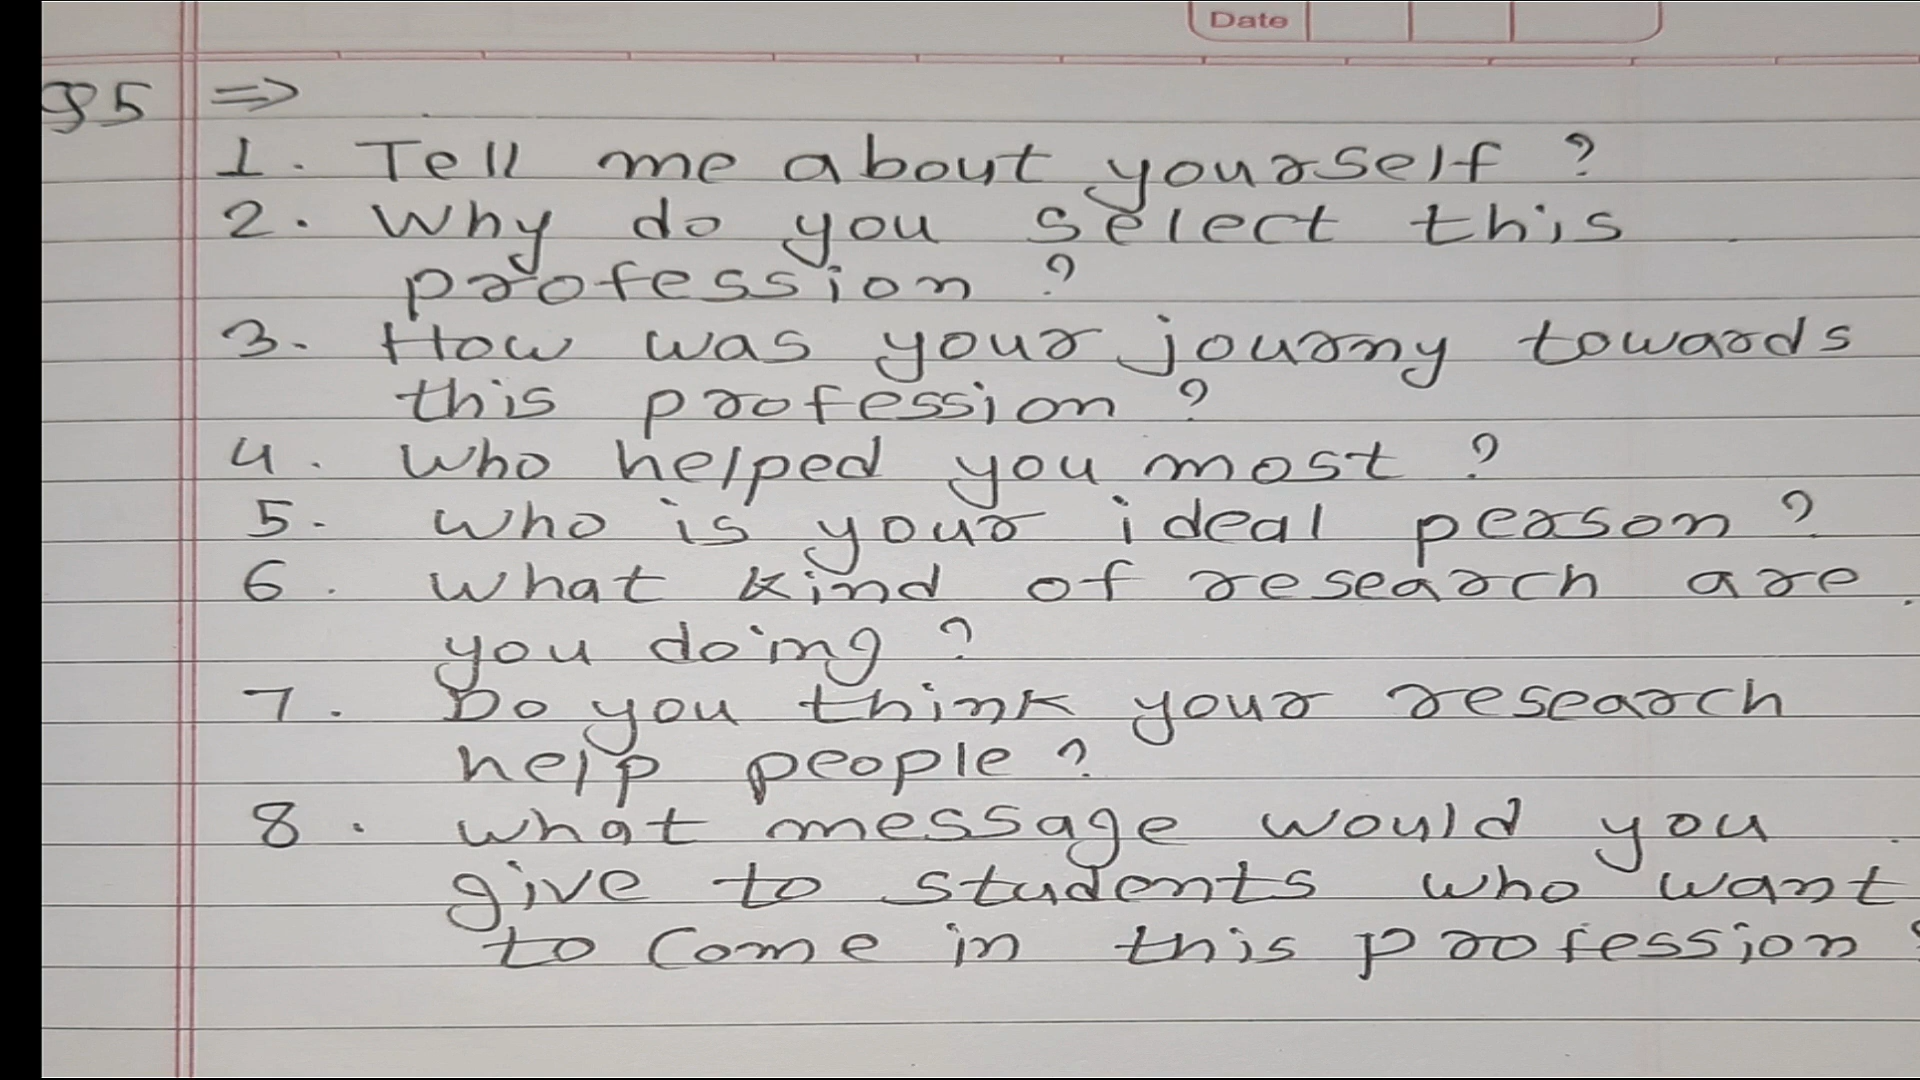 Date
Q5 ⇒
1. Tell me about yourself ?
2. Why do you select this
profession ?
3. How was your journy towards
this profession ?
4. Who helped you most ?
5. Who is your ideal person ?
6. What kind of research are
you doing ?
7. Do you think your research
help people ?
8. What message would you
give to students who want
to come in this profession ?